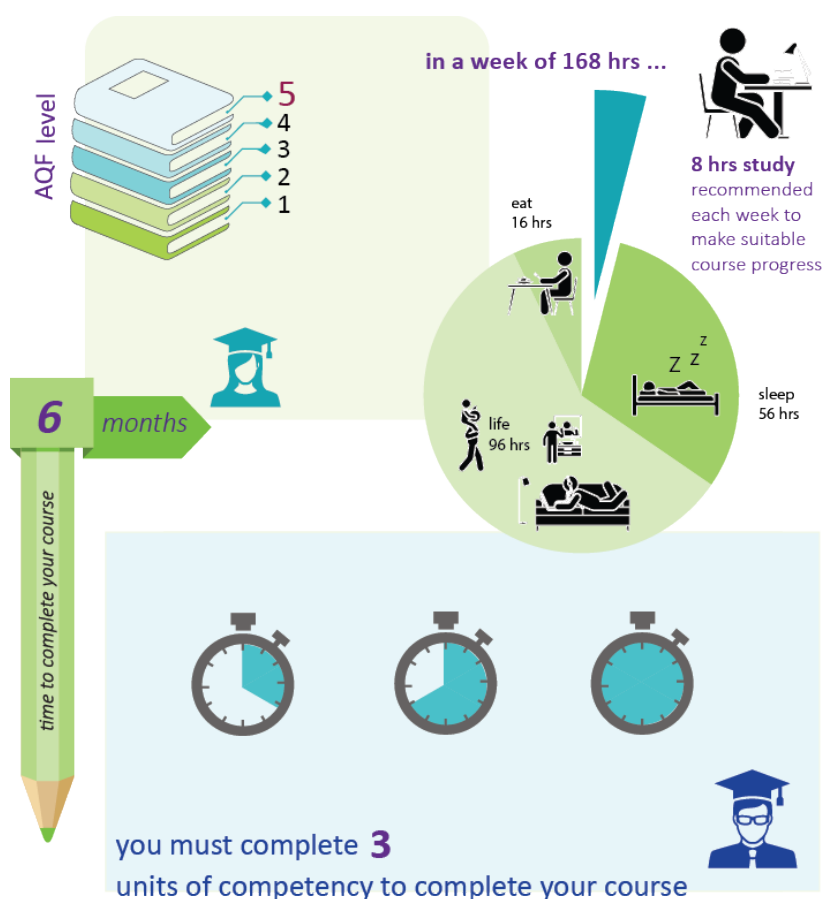 AQF level
5
4
3
2
1
in a week of 168 hrs ...
8 hrs study
recommended
each week to
make suitable
course progress
eat
16 hrs
z
Z
Z
sleep
56 hrs
life
96 hrs
6 months
time to complete your course
you must complete 3
units of competency to complete your course